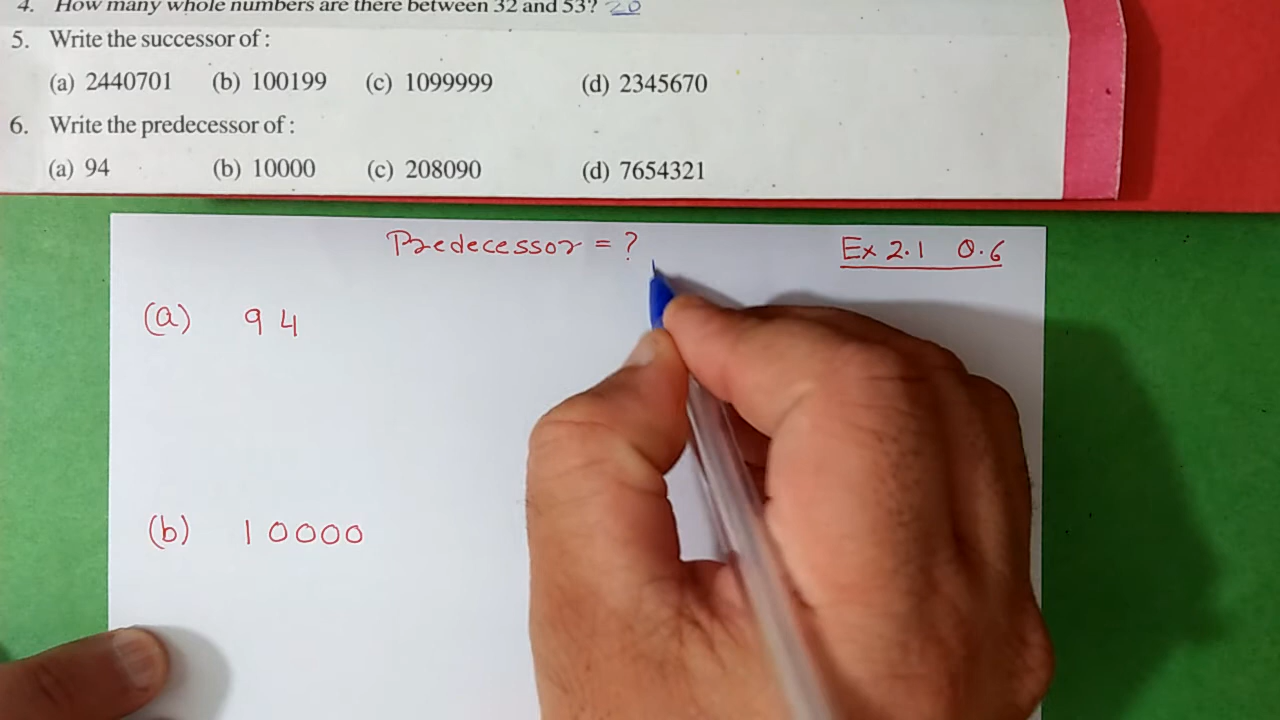 4. How many whole numbers are there between 32 and 53? 20
5. Write the successor of :
(a) 2440701 (b) 100199 (c) 1099999 (d) 2345670
6. Write the predecessor of :
(a) 94 (b) 10000 (c) 208090 (d) 7654321
Predecessor = ? Ex 2.1 Q.6
(a) 94
(b) 10000